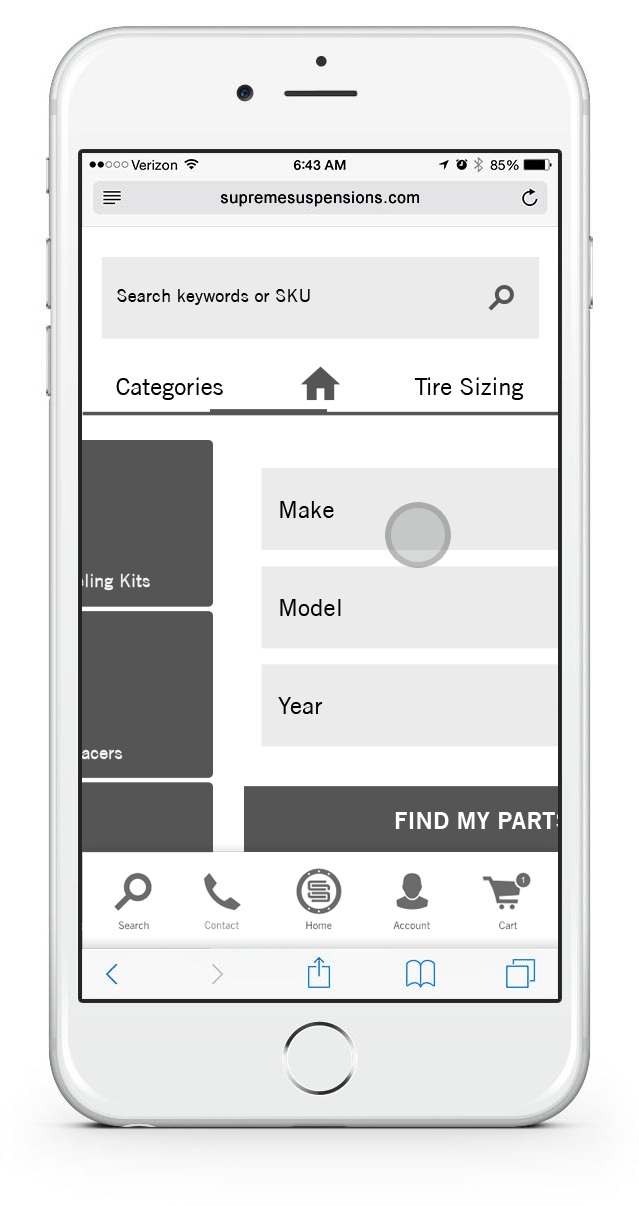 Verizon 6:43 AM 85%
supremesuspensions.com
Search keywords or SKU
Categories Tire Sizing
Make
ling Kits
Model
Year
acers
FIND MY PARTS
1
Search Contact Home Account Cart